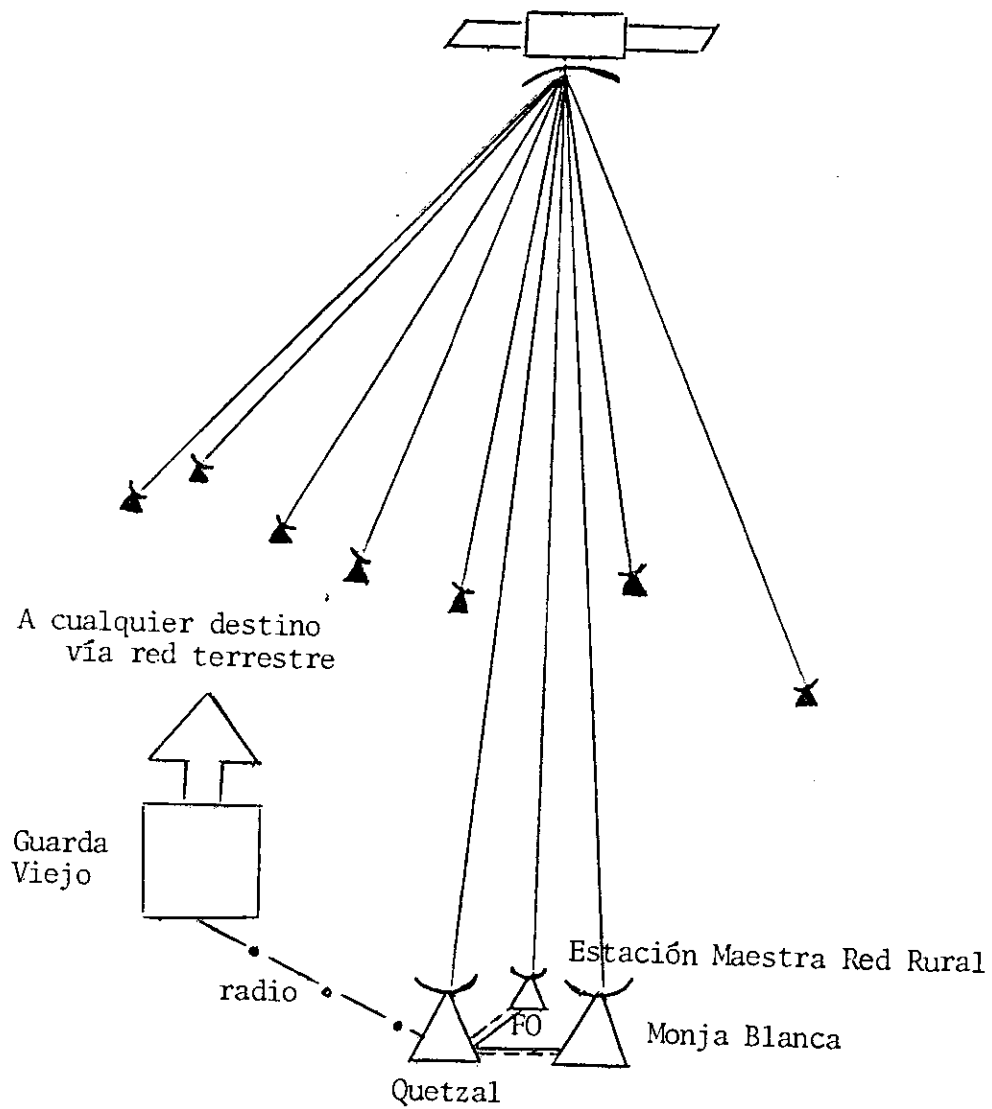 A cualquier destino
vía red terrestre
Guarda
Viejo
radio
Estación Maestra Red Rural
FO
Monja Blanca
Quetzal